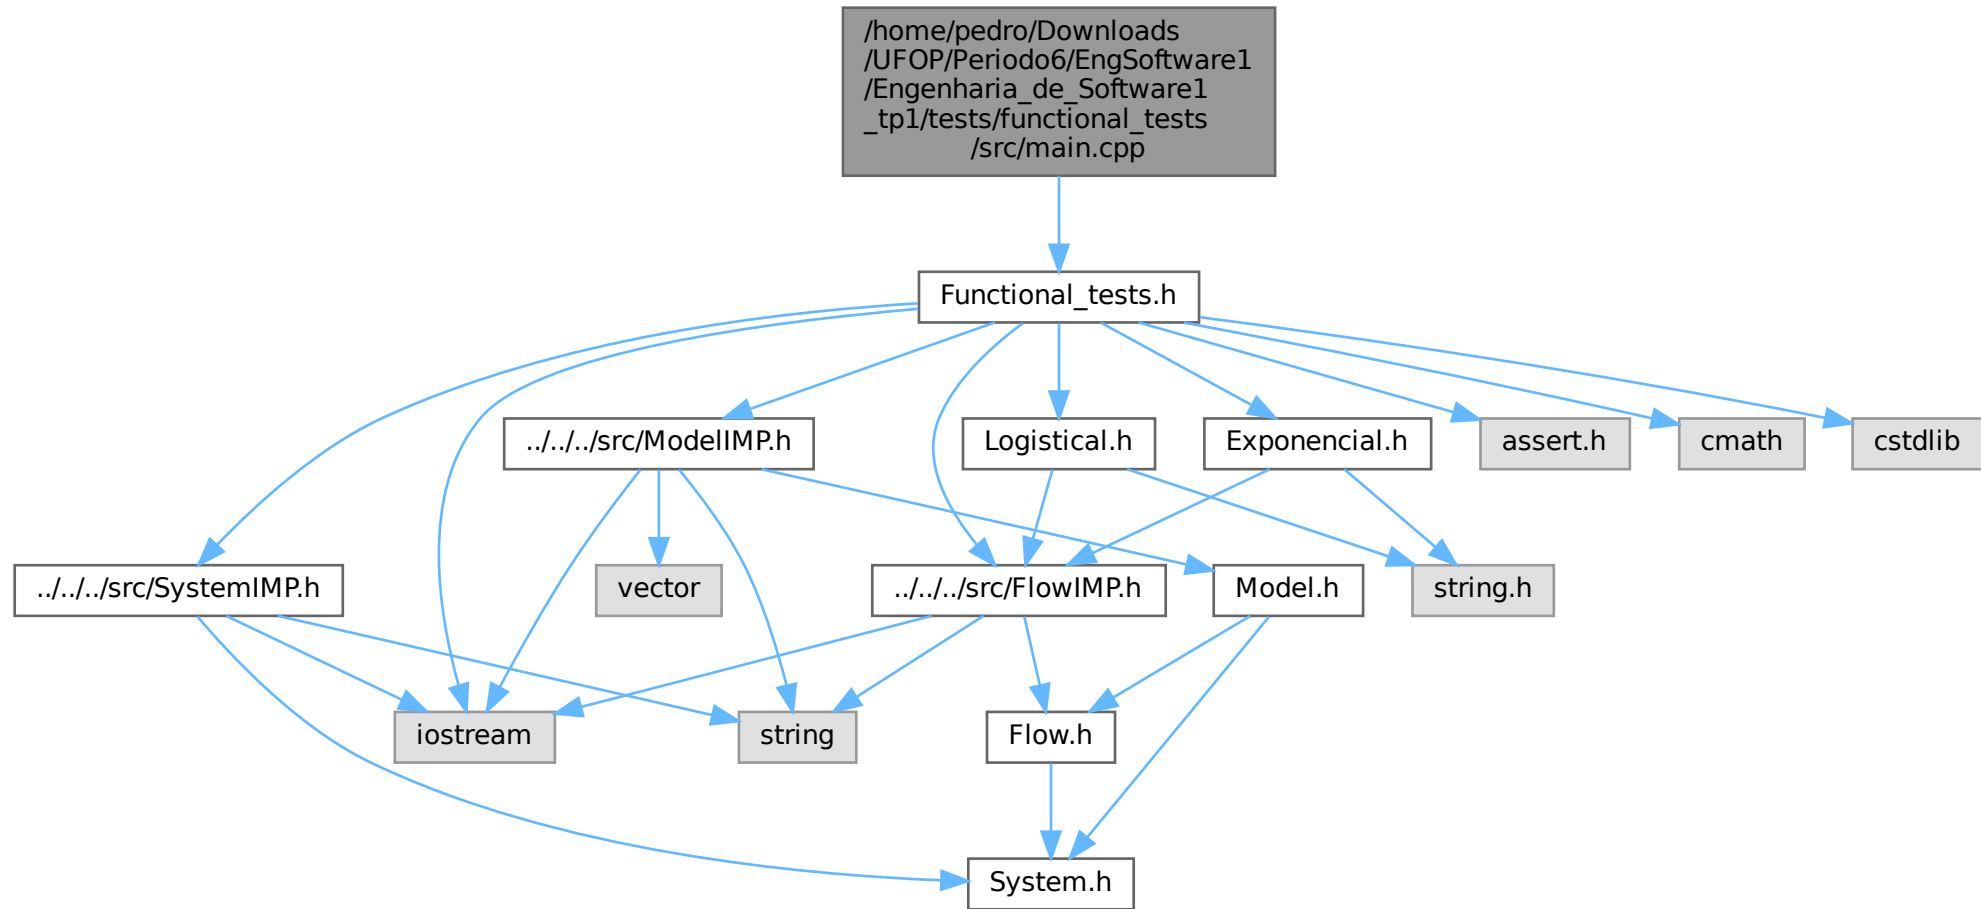 /home/pedro/Downloads
/UFOP/Periodo6/EngSoftware1
/Engenharia_de_Software1
_tp1/tests/functional_tests
/src/main.cpp
Functional_tests.h
../../../src/ModelIMP.h
Logistical.h
Exponencial.h
assert.h
cmath
cstdlib
../../../src/SystemIMP.h
vector
../../../src/FlowIMP.h
Model.h
string.h
iostream
string
Flow.h
System.h